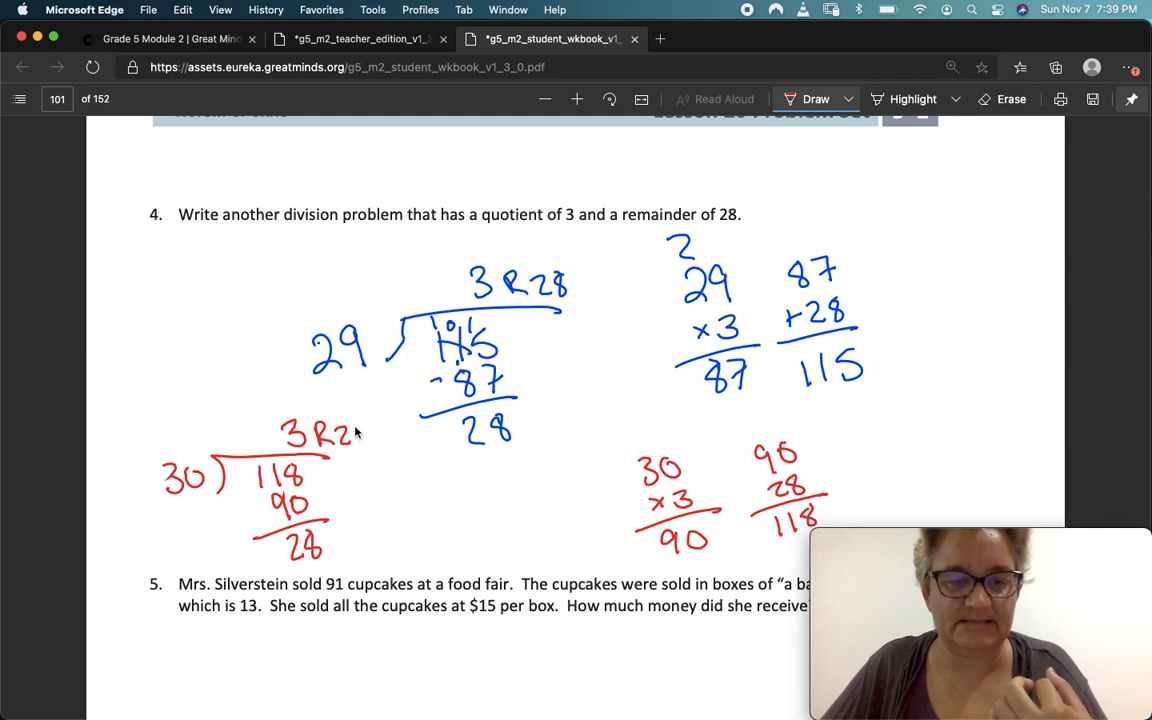 Microsoft Edge File Edit View History Favorites Tools Profiles Tab Window Help Sun Nov 7 7:39 PM
Grade 5 Module 2 | Great Mind *g5_m2_teacher_edition_v1_3 *g5_m2_student_wkbook_v1_
https://assets.eureka.greatminds.org/g5_m2_student_wkbook_v1_3_0.pdf
101 of 152 Read Aloud Draw Highlight Erase
4. Write another division problem that has a quotient of 3 and a remainder of 28.
2
3 R 28 29 87
29 115 x 3 + 28
- 87 87 115
28
3 R 2
30 118 30 90
90 x 3 28
28 90 118
5. Mrs. Silverstein sold 91 cupcakes at a food fair. The cupcakes were sold in boxes of “a ba
which is 13. She sold all the cupcakes at $15 per box. How much money did she receive